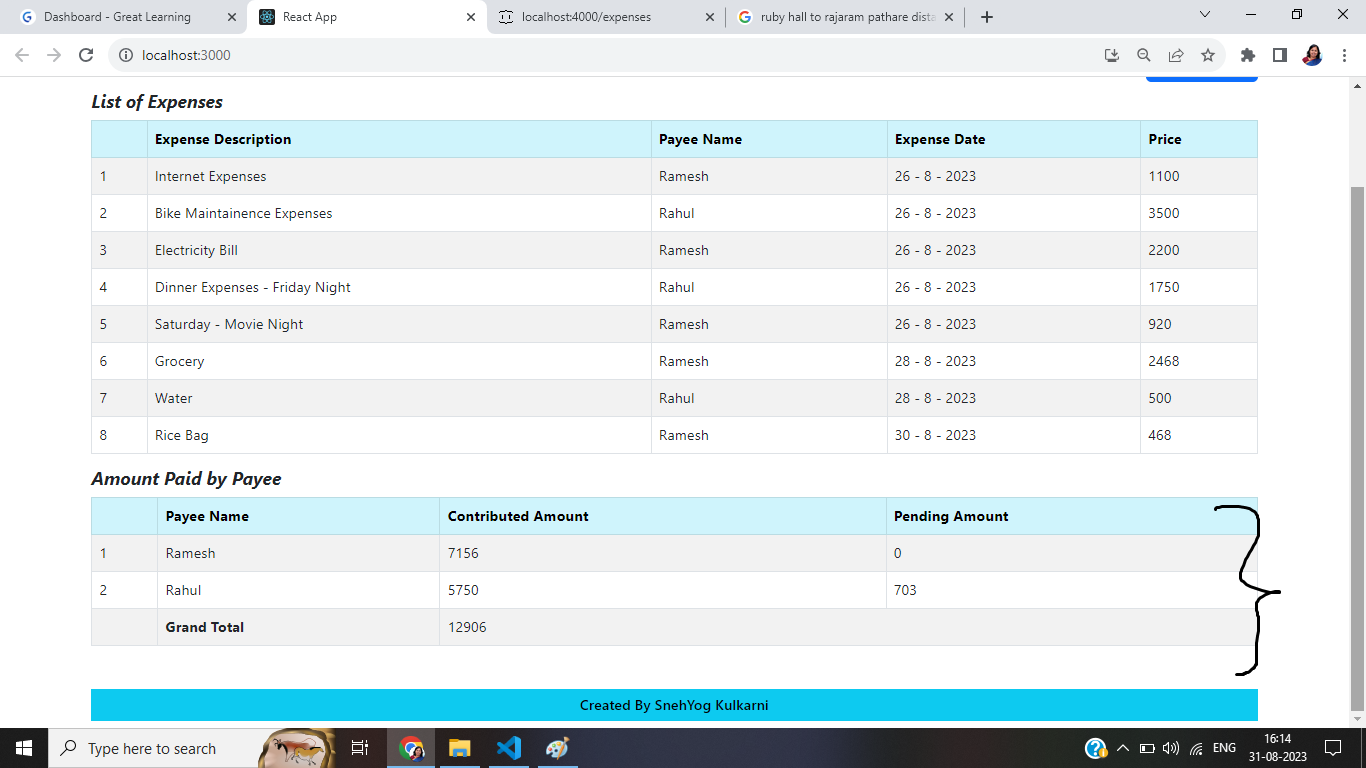 Dashboard - Great Learning
React App
localhost:4000/expenses
ruby hall to rajaram pathare dista
localhost:3000
List of Expenses
Expense Description Payee Name Expense Date Price
1 Internet Expenses Ramesh 26 - 8 - 2023 1100
2 Bike Maintainence Expenses Rahul 26 - 8 - 2023 3500
3 Electricity Bill Ramesh 26 - 8 - 2023 2200
4 Dinner Expenses - Friday Night Rahul 26 - 8 - 2023 1750
5 Saturday - Movie Night Ramesh 26 - 8 - 2023 920
6 Grocery Ramesh 28 - 8 - 2023 2468
7 Water Rahul 28 - 8 - 2023 500
8 Rice Bag Ramesh 30 - 8 - 2023 468
Amount Paid by Payee
Payee Name Contributed Amount Pending Amount
1 Ramesh 7156 0
2 Rahul 5750 703
Grand Total 12906
Created By SnehYog Kulkarni
Type here to search
ENG
16:14
31-08-2023